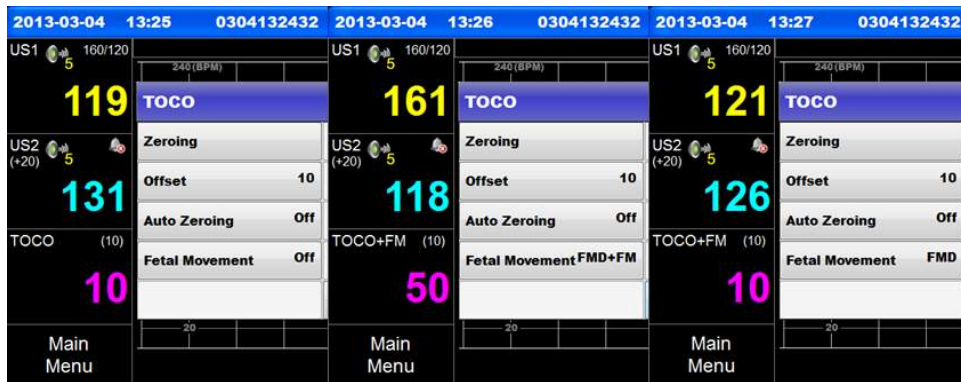 2013-03-04 13:25 0304132432
US1 160/120
5
240(BPM)
119
TOCO
Zeroing
US2
(+20) 5
Offset 10
131
Auto Zeroing Off
TOCO (10)
Fetal Movement Off
10
20
Main
Menu
2013-03-04 13:26 0304132432
US1 160/120
5
240(BPM)
161
TOCO
Zeroing
US2
(+20) 5
Offset 10
118
Auto Zeroing Off
TOCO+FM (10)
Fetal Movement FMD+FM
50
20
Main
Menu
2013-03-04 13:27 0304132432
US1 160/120
5
240(BPM)
121
TOCO
Zeroing
US2
(+20) 5
Offset 10
126
Auto Zeroing Off
TOCO+FM (10)
Fetal Movement FMD
10
20
Main
Menu